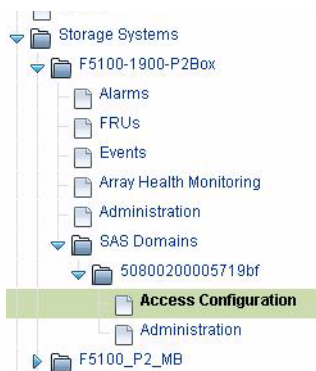 Storage Systems
F5100-1900-P2Box
Alarms
FRUs
Events
Array Health Monitoring
Administration
SAS Domains
50800200005719bf
Access Configuration
Administration
F5100_P2_MB